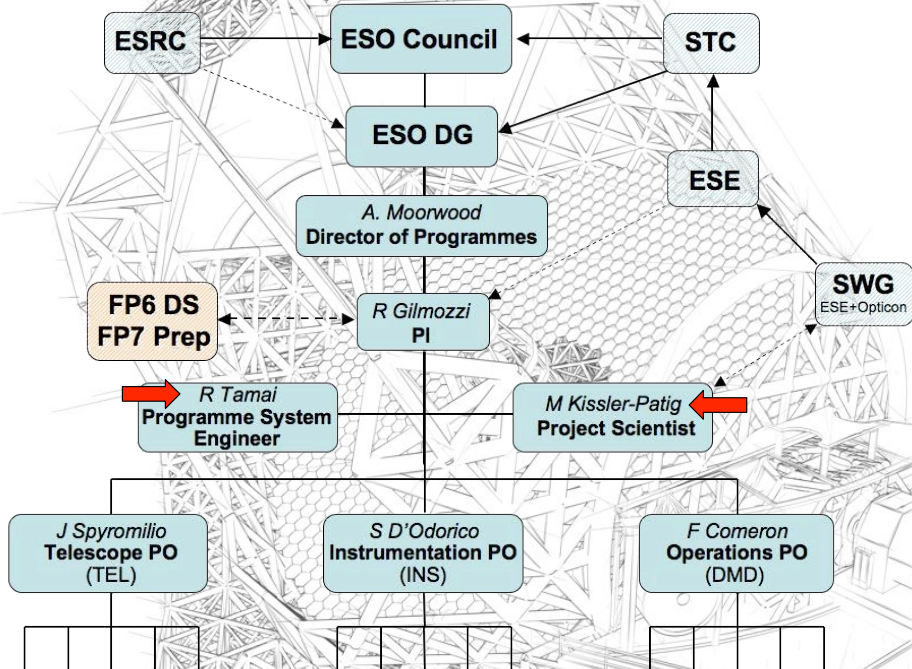 ESRC
ESO Council
STC
ESO DG
ESE
A. Moorwood
Director of Programmes
SWG
ESE+Opticon
FP6 DS
FP7 Prep
R Gilmozzi
PI
R Tamai
Programme System
Engineer
M Kissler-Patig
Project Scientist
J Spyromilio
Telescope PO
(TEL)
S D'Odorico
Instrumentation PO
(INS)
F Comeron
Operations PO
(DMD)